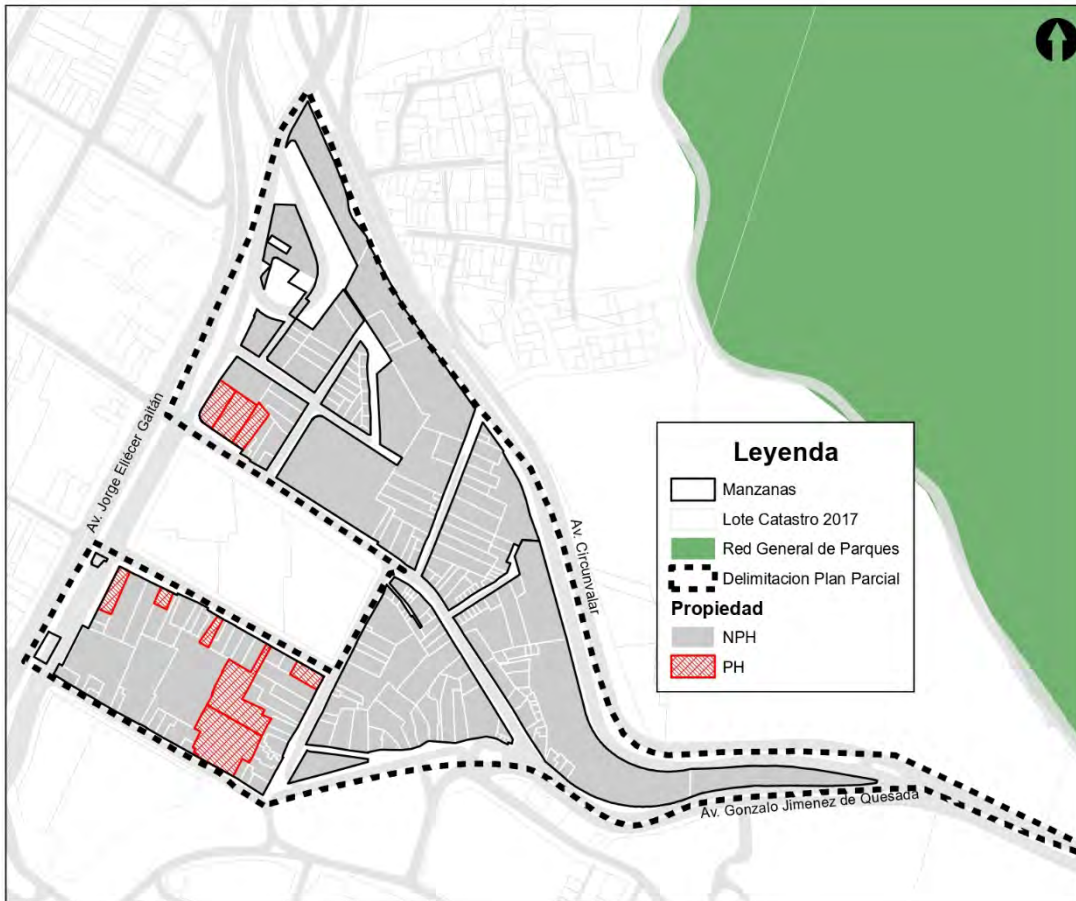 Av. Jorge Eliécer Gaitán
Av. Circunvalar
Av. Gonzalo Jimenez de Quesada
Leyenda
Manzanas
Lote Catastro 2017
Red General de Parques
Delimitacion Plan Parcial
Propiedad
NPH
PH